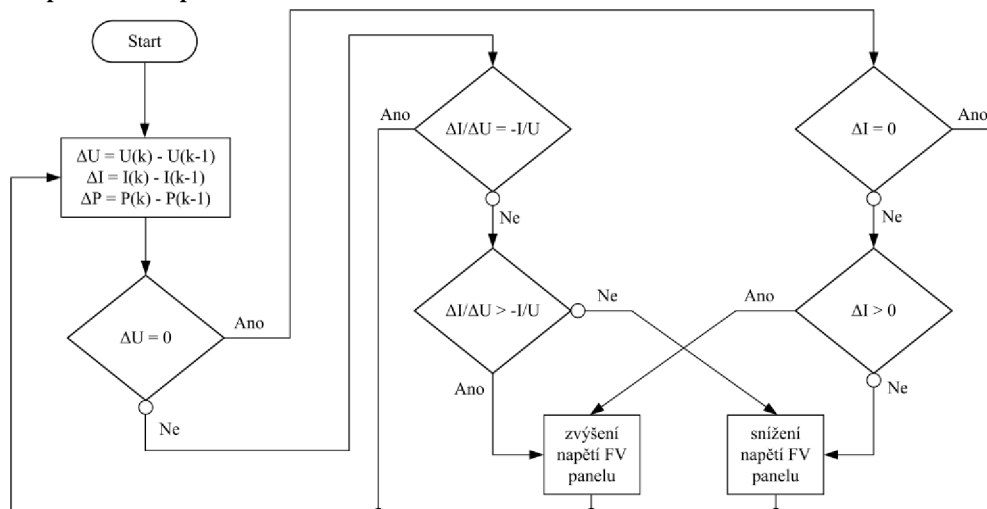 Start
ΔU = U(k) - U(k-1)
ΔI = I(k) - I(k-1)
ΔP = P(k) - P(k-1)
ΔU = 0
Ano
Ne
ΔI/ΔU = -I/U
Ano
Ne
ΔI/ΔU > -I/U
Ne
Ano
ΔI = 0
Ano
Ne
ΔI > 0
Ano
Ne
zvýšení
napětí FV
panelu
snížení
napětí FV
panelu